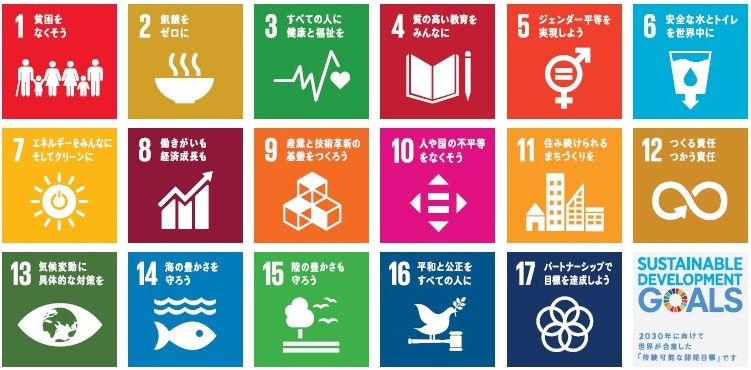 1 貧困を
なくそう
2 飢餓を
ゼロに
3 すべての人に
健康と福祉を
4 質の高い教育を
みんなに
5 ジェンダー平等を
実現しよう
6 安全な水とトイレ
を世界中に
7 エネルギーをみんなに
そしてクリーンに
8 働きがいも
経済成長も
9 産業と技術革新の
基盤をつくろう
10 人や国の不平等
をなくそう
11 住み続けられる
まちづくりを
12 つくる責任
つかう責任
13 気候変動に
具体的な対策を
14 海の豊かさを
守ろう
15 陸の豊かさも
守ろう
16 平和と公正を
すべての人に
17 パートナーシップで
目標を達成しよう
SUSTAINABLE
DEVELOPMENT
GOALS
2030年に向けて
世界が合意した
「持続可能な開発目標」です